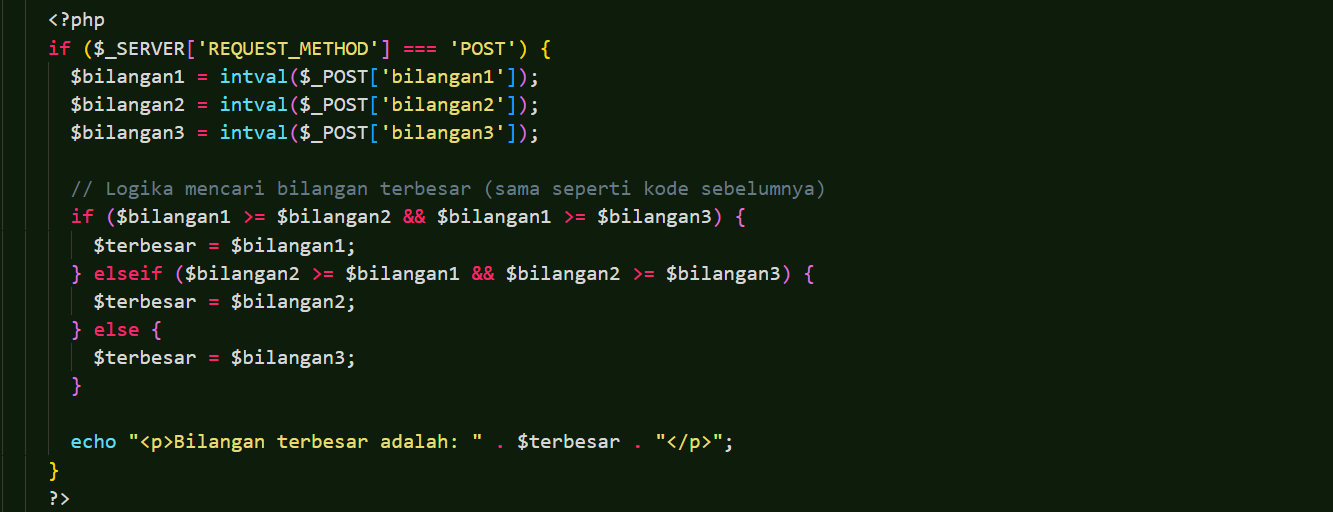 <?php
if ($_SERVER['REQUEST_METHOD'] === 'POST') {
  $bilangan1 = intval($_POST['bilangan1']);
  $bilangan2 = intval($_POST['bilangan2']);
  $bilangan3 = intval($_POST['bilangan3']);

  // Logika mencari bilangan terbesar (sama seperti kode sebelumnya)
  if ($bilangan1 >= $bilangan2 && $bilangan1 >= $bilangan3) {
    $terbesar = $bilangan1;
  } elseif ($bilangan2 >= $bilangan1 && $bilangan2 >= $bilangan3) {
    $terbesar = $bilangan2;
  } else {
    $terbesar = $bilangan3;
  }

  echo "<p>Bilangan terbesar adalah: " . $terbesar . "</p>";
}
?>